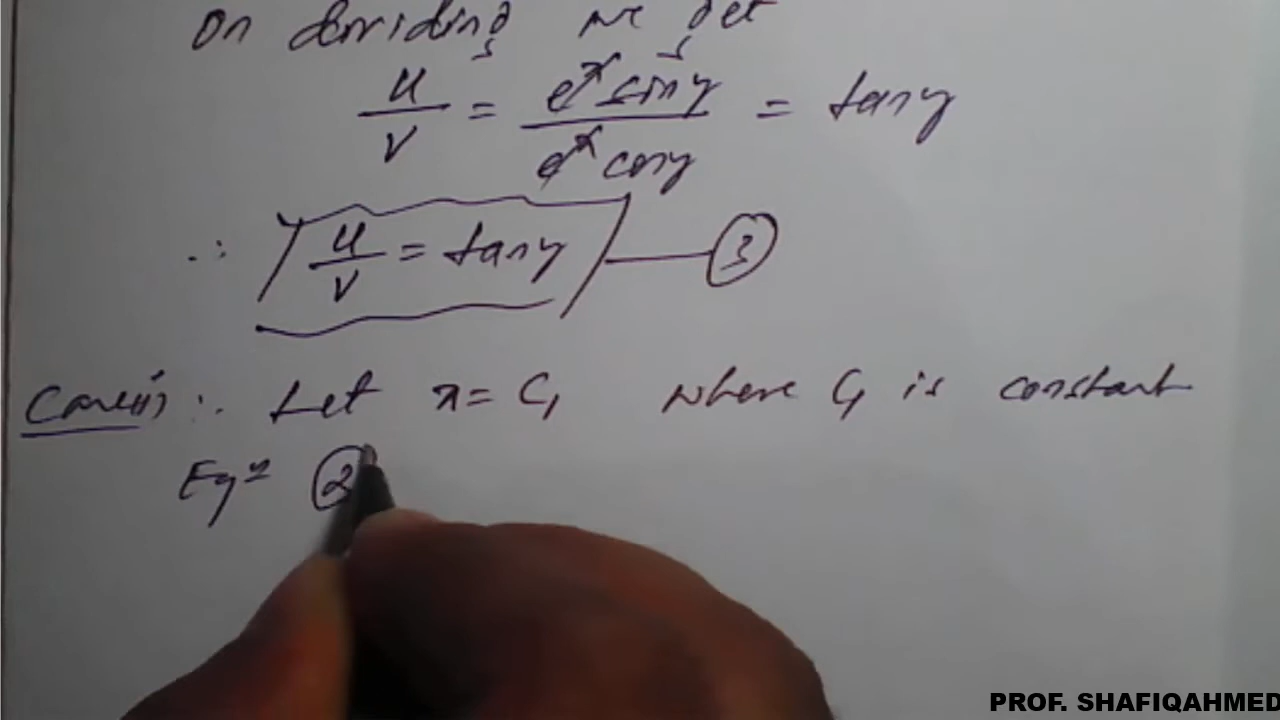 On dividing we get
u/v = e^x sin y / e^x cos y = tan y
∴ u/v = tan y — ③
Case(i) :. Let x = C₁ where C₁ is constant
Eqⁿ ②
PROF. SHAFIQAHMED